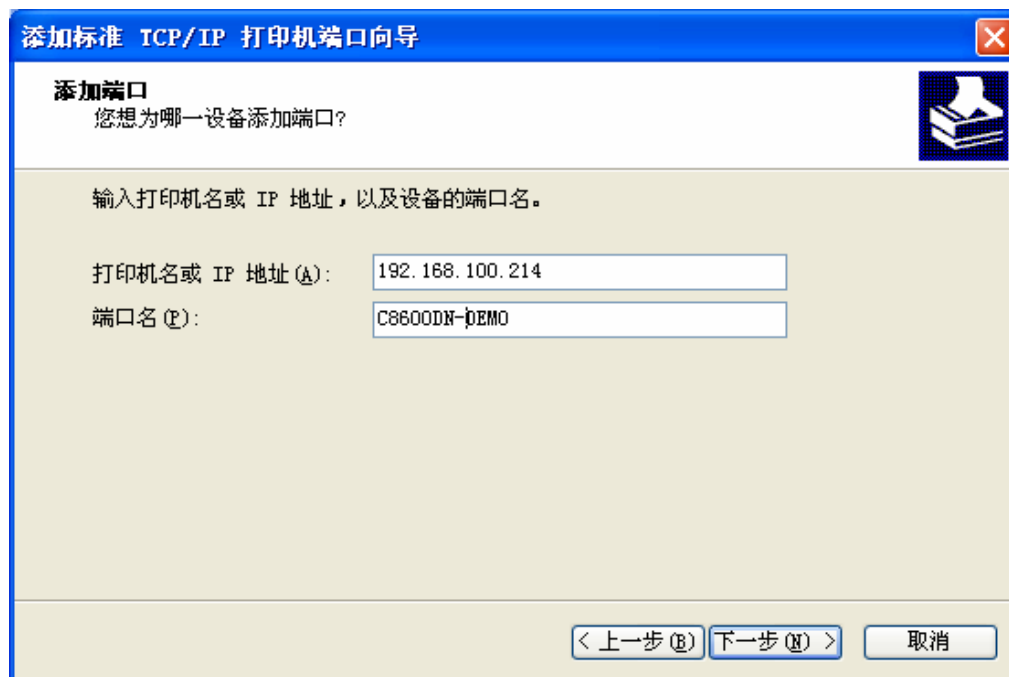 添加标准 TCP/IP 打印机端口向导
添加端口
您想为哪一设备添加端口?
输入打印机名或 IP 地址，以及设备的端口名。
打印机名或 IP 地址(A): 192.168.100.214
端口名(P): C8600DN-DEMO
< 上一步(B) 下一步(N) > 取消